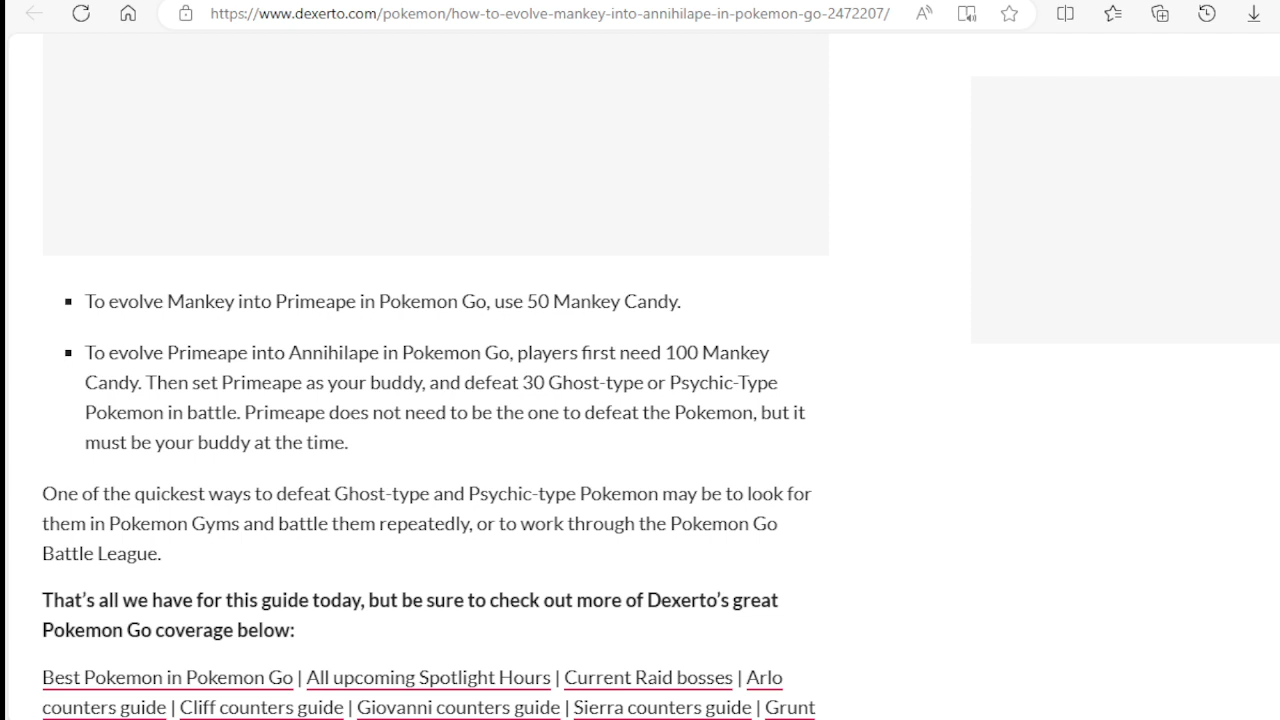 https://www.dexerto.com/pokemon/how-to-evolve-mankey-into-annihilape-in-pokemon-go-2472207/
To evolve Mankey into Primeape in Pokemon Go, use 50 Mankey Candy.
To evolve Primeape into Annihilape in Pokemon Go, players first need 100 Mankey
Candy. Then set Primeape as your buddy, and defeat 30 Ghost-type or Psychic-Type
Pokemon in battle. Primeape does not need to be the one to defeat the Pokemon, but it
must be your buddy at the time.
One of the quickest ways to defeat Ghost-type and Psychic-type Pokemon may be to look for
them in Pokemon Gyms and battle them repeatedly, or to work through the Pokemon Go
Battle League.
That’s all we have for this guide today, but be sure to check out more of Dexerto’s great
Pokemon Go coverage below:
Best Pokemon in Pokemon Go | All upcoming Spotlight Hours | Current Raid bosses | Arlo
counters guide | Cliff counters guide | Giovanni counters guide | Sierra counters guide | Grunt